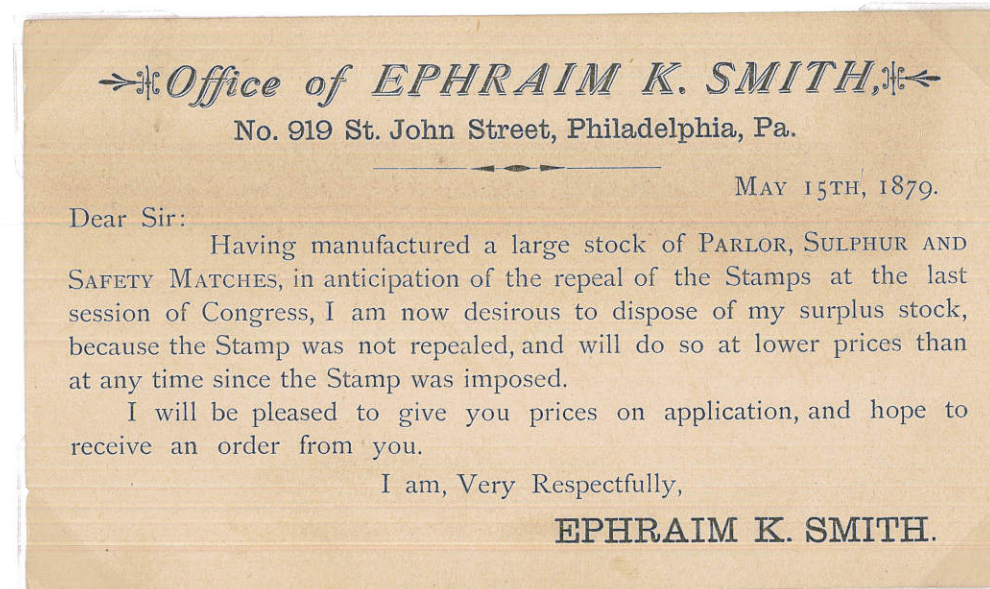 Office of EPHRAIM K. SMITH,
No. 919 St. John Street, Philadelphia, Pa.
MAY 15TH, 1879.
Dear Sir:
Having manufactured a large stock of PARLOR, SULPHUR AND
SAFETY MATCHES, in anticipation of the repeal of the Stamps at the last
session of Congress, I am now desirous to dispose of my surplus stock,
because the Stamp was not repealed, and will do so at lower prices than
at any time since the Stamp was imposed.
I will be pleased to give you prices on application, and hope to
receive an order from you.
I am, Very Respectfully,
EPHRAIM K. SMITH.